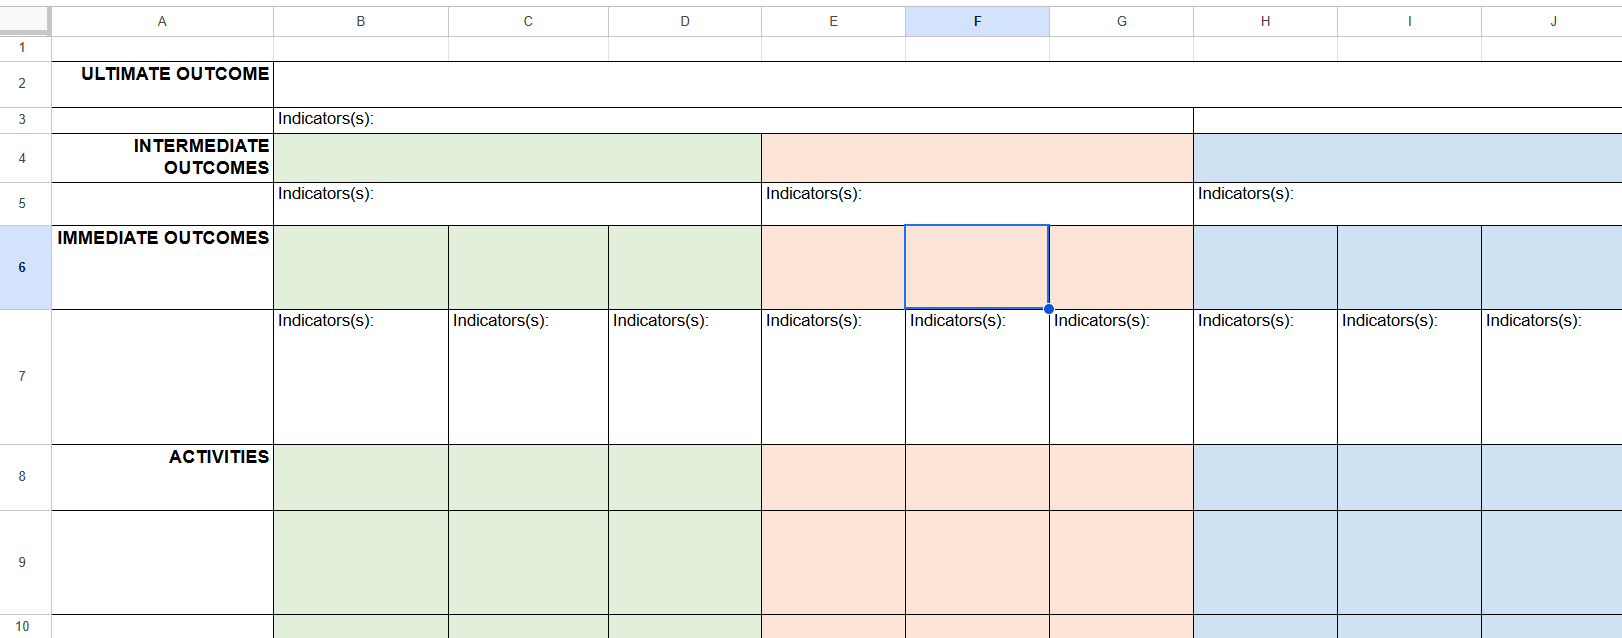 A B C D E F G H I J
1
2 ULTIMATE OUTCOME
3 Indicators(s):
4 INTERMEDIATE
OUTCOMES
5 Indicators(s): Indicators(s): Indicators(s):
6 IMMEDIATE OUTCOMES
7 Indicators(s): Indicators(s): Indicators(s): Indicators(s): Indicators(s): Indicators(s): Indicators(s): Indicators(s): Indicators(s):
8 ACTIVITIES
9
10